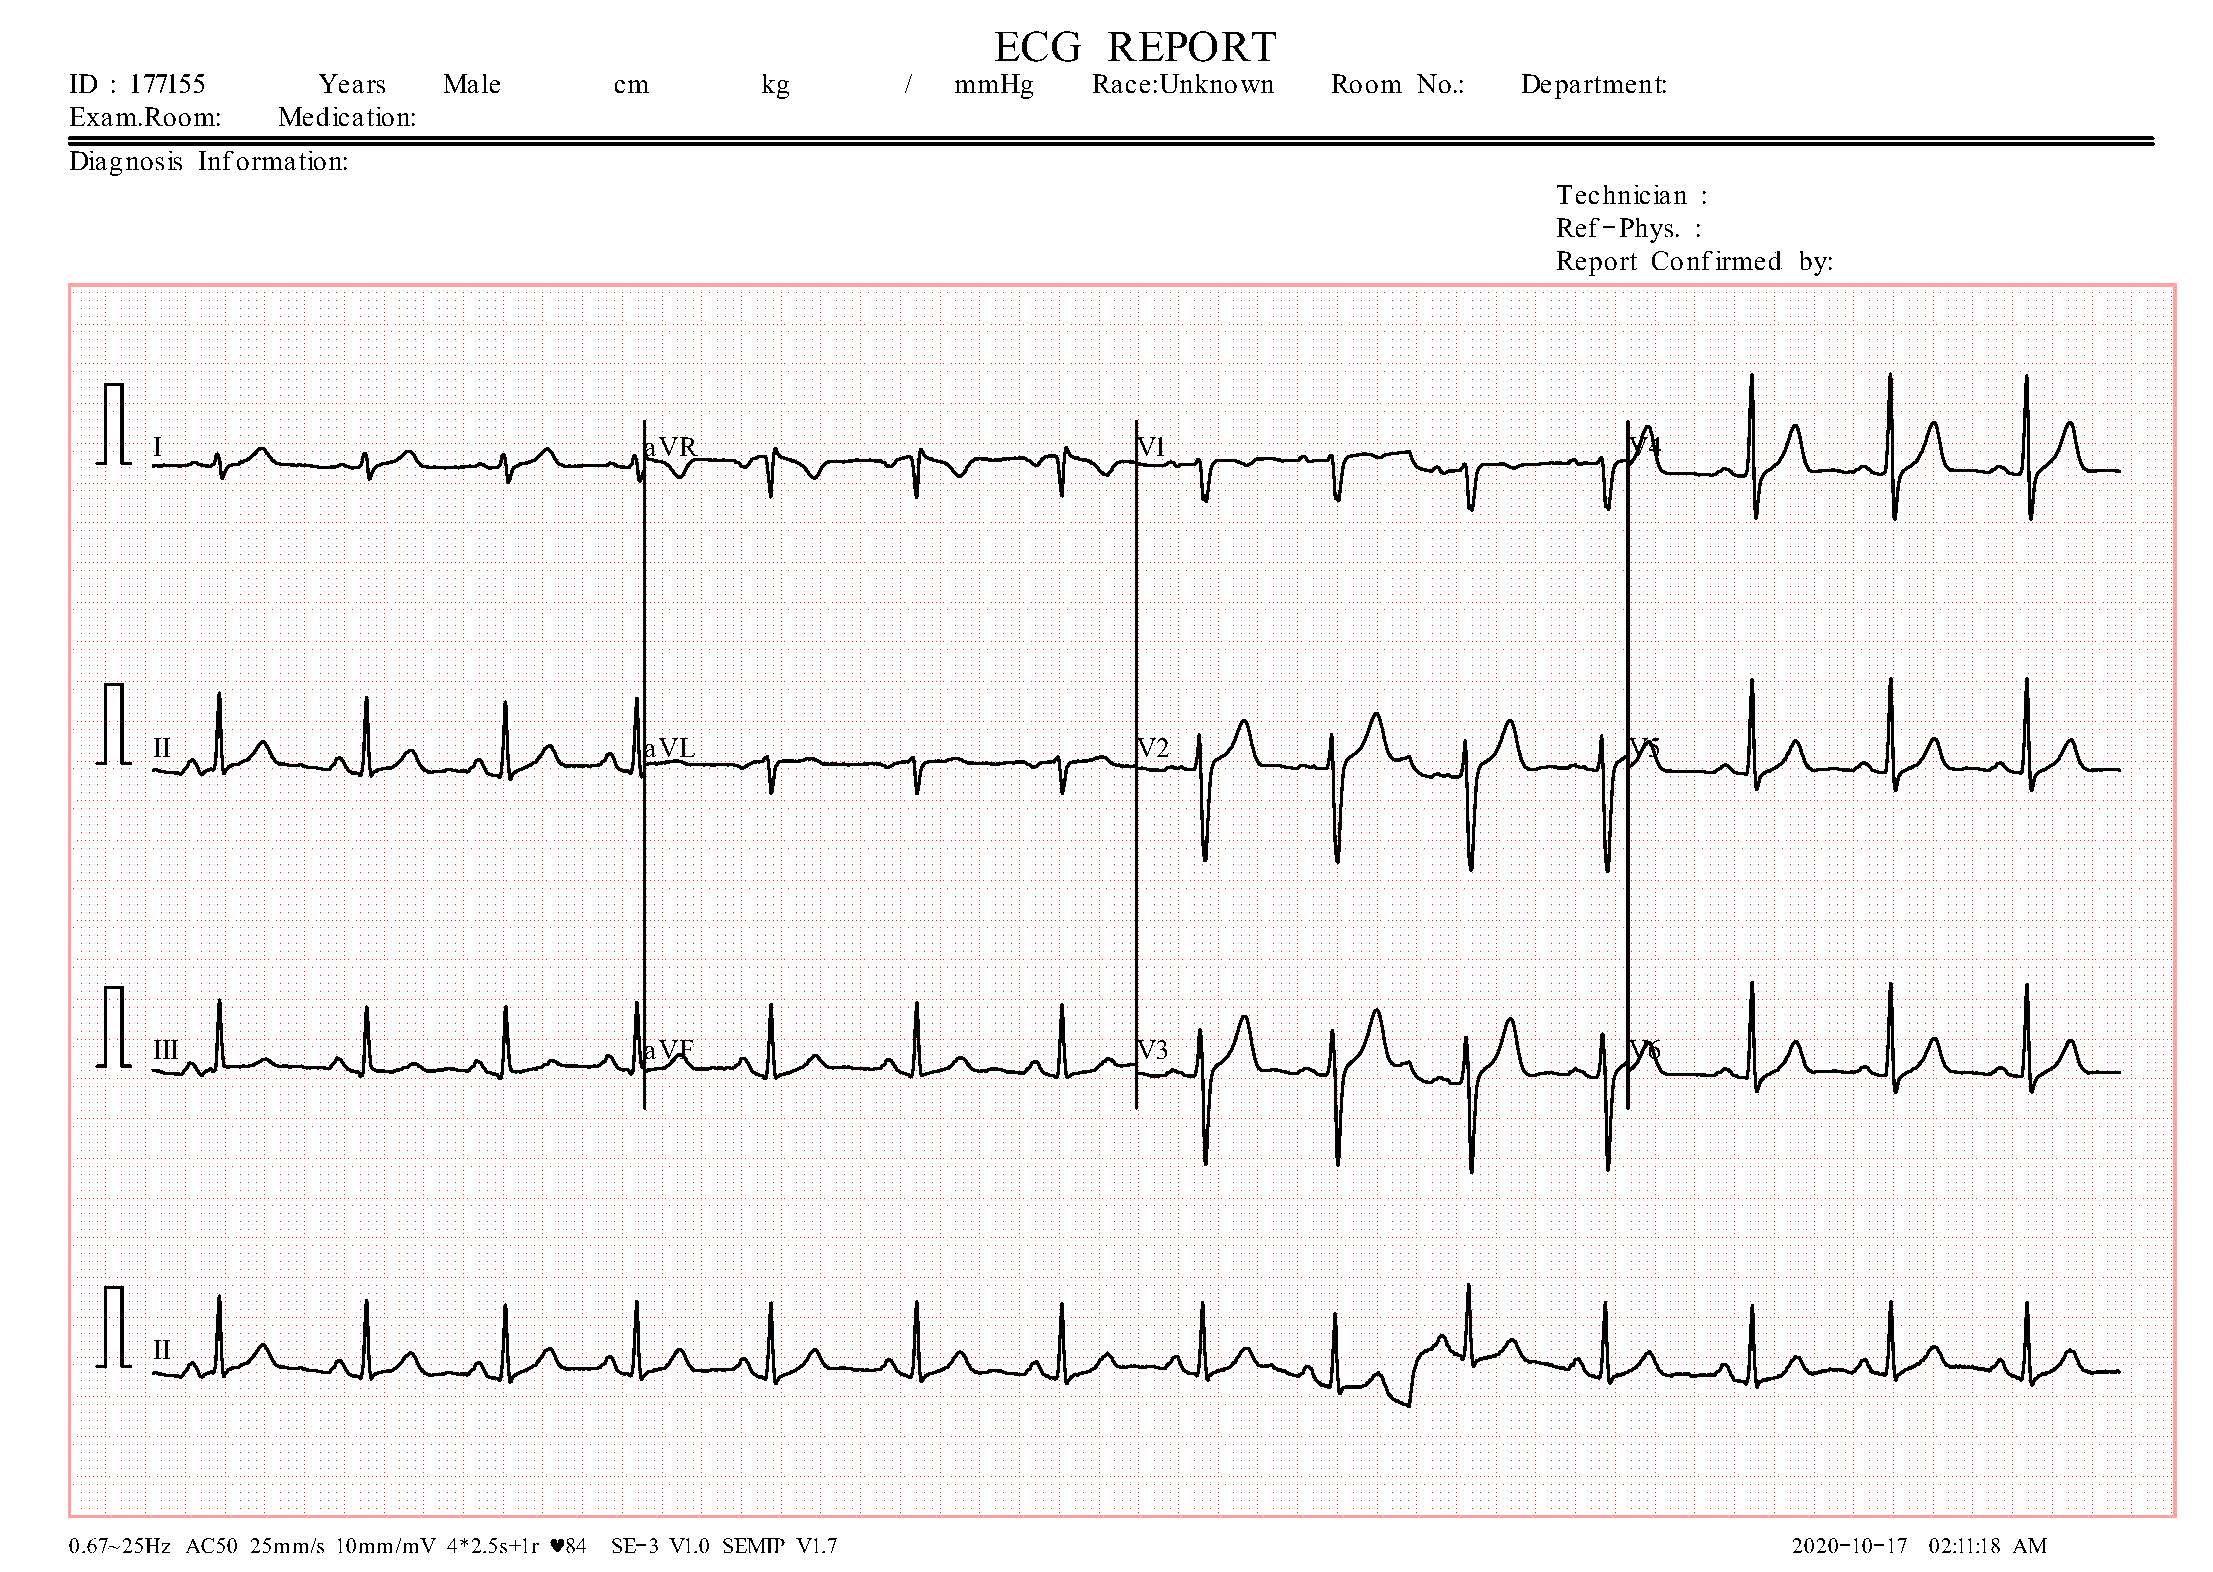 ECG REPORT
ID : 177155 Years Male cm kg / mmHg Race:Unknown Room No.: Department:
Exam.Room: Medication:
Diagnosis Information:
Technician :
Ref-Phys. :
Report Confirmed by:
I aVR V1 V4
II aVL V2 V5
III aVF V3 V6
II
0.67~25Hz AC50 25mm/s 10mm/mV 4*2.5s+1r ♥84 SE-3 V1.0 SEMIP V1.7 2020-10-17 02:11:18 AM